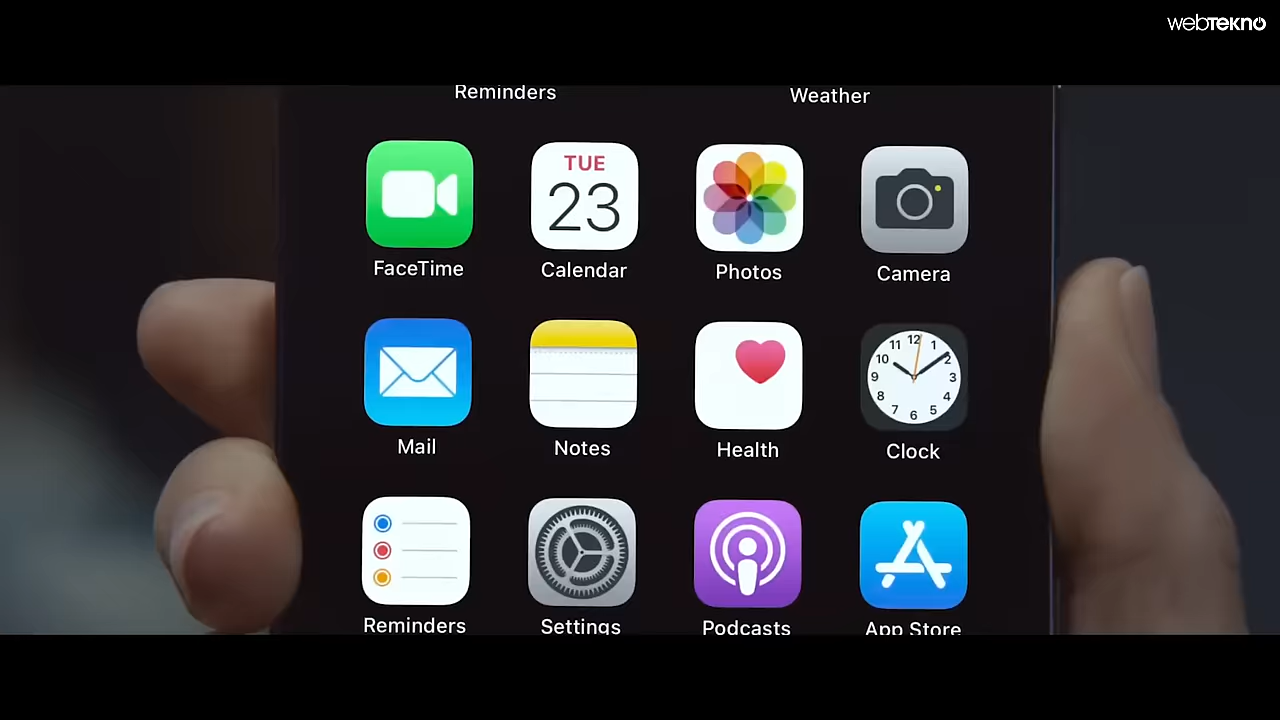 webTEKNO
Reminders Weather
TUE
23
FaceTime Calendar Photos Camera
12
11 1
10 2
9 3
8 4
7 5
6
Mail Notes Health Clock
Reminders Settings Podcasts App Store